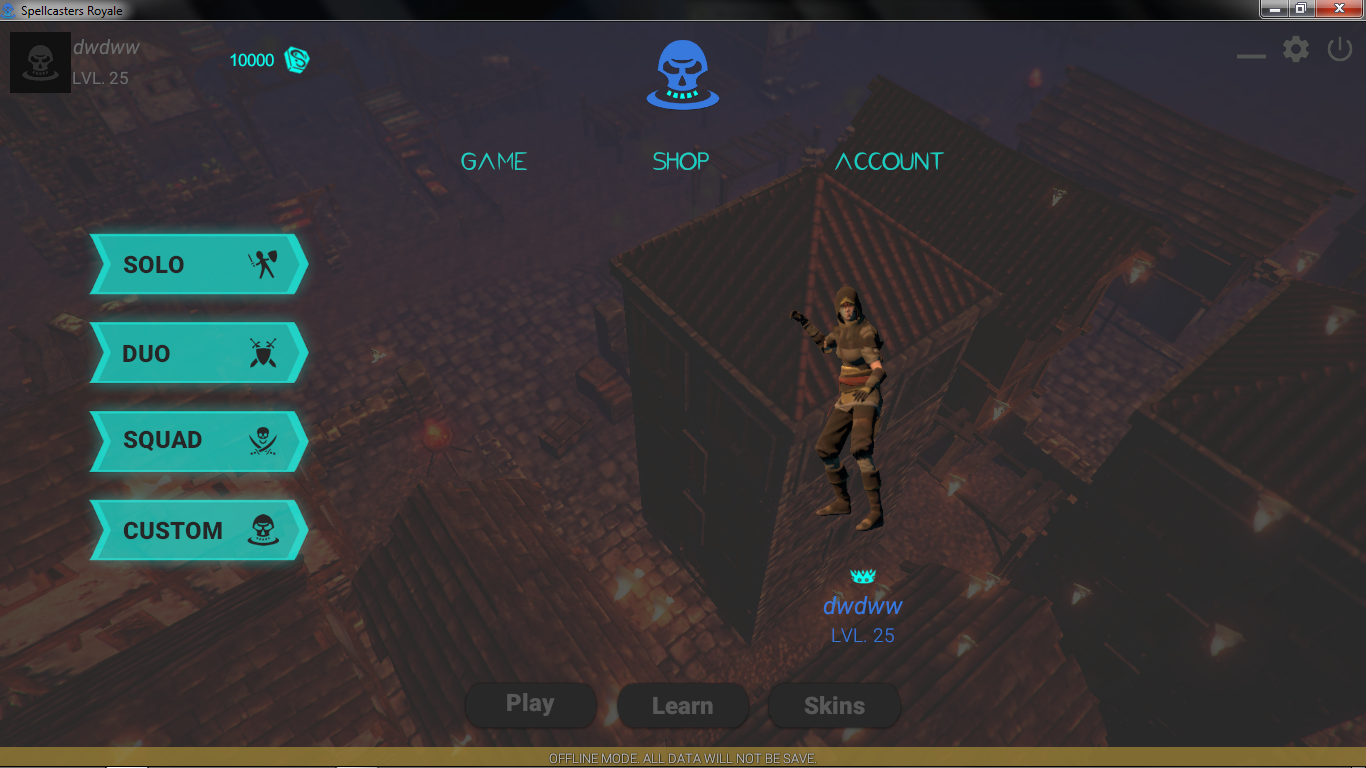 Spellcasters Royale
dwdww
LVL. 25
10000
GAME
SHOP
ACCOUNT
SOLO
DUO
SQUAD
CUSTOM
dwdww
LVL. 25
Play
Learn
Skins
OFFLINE MODE. ALL DATA WILL NOT BE SAVE.